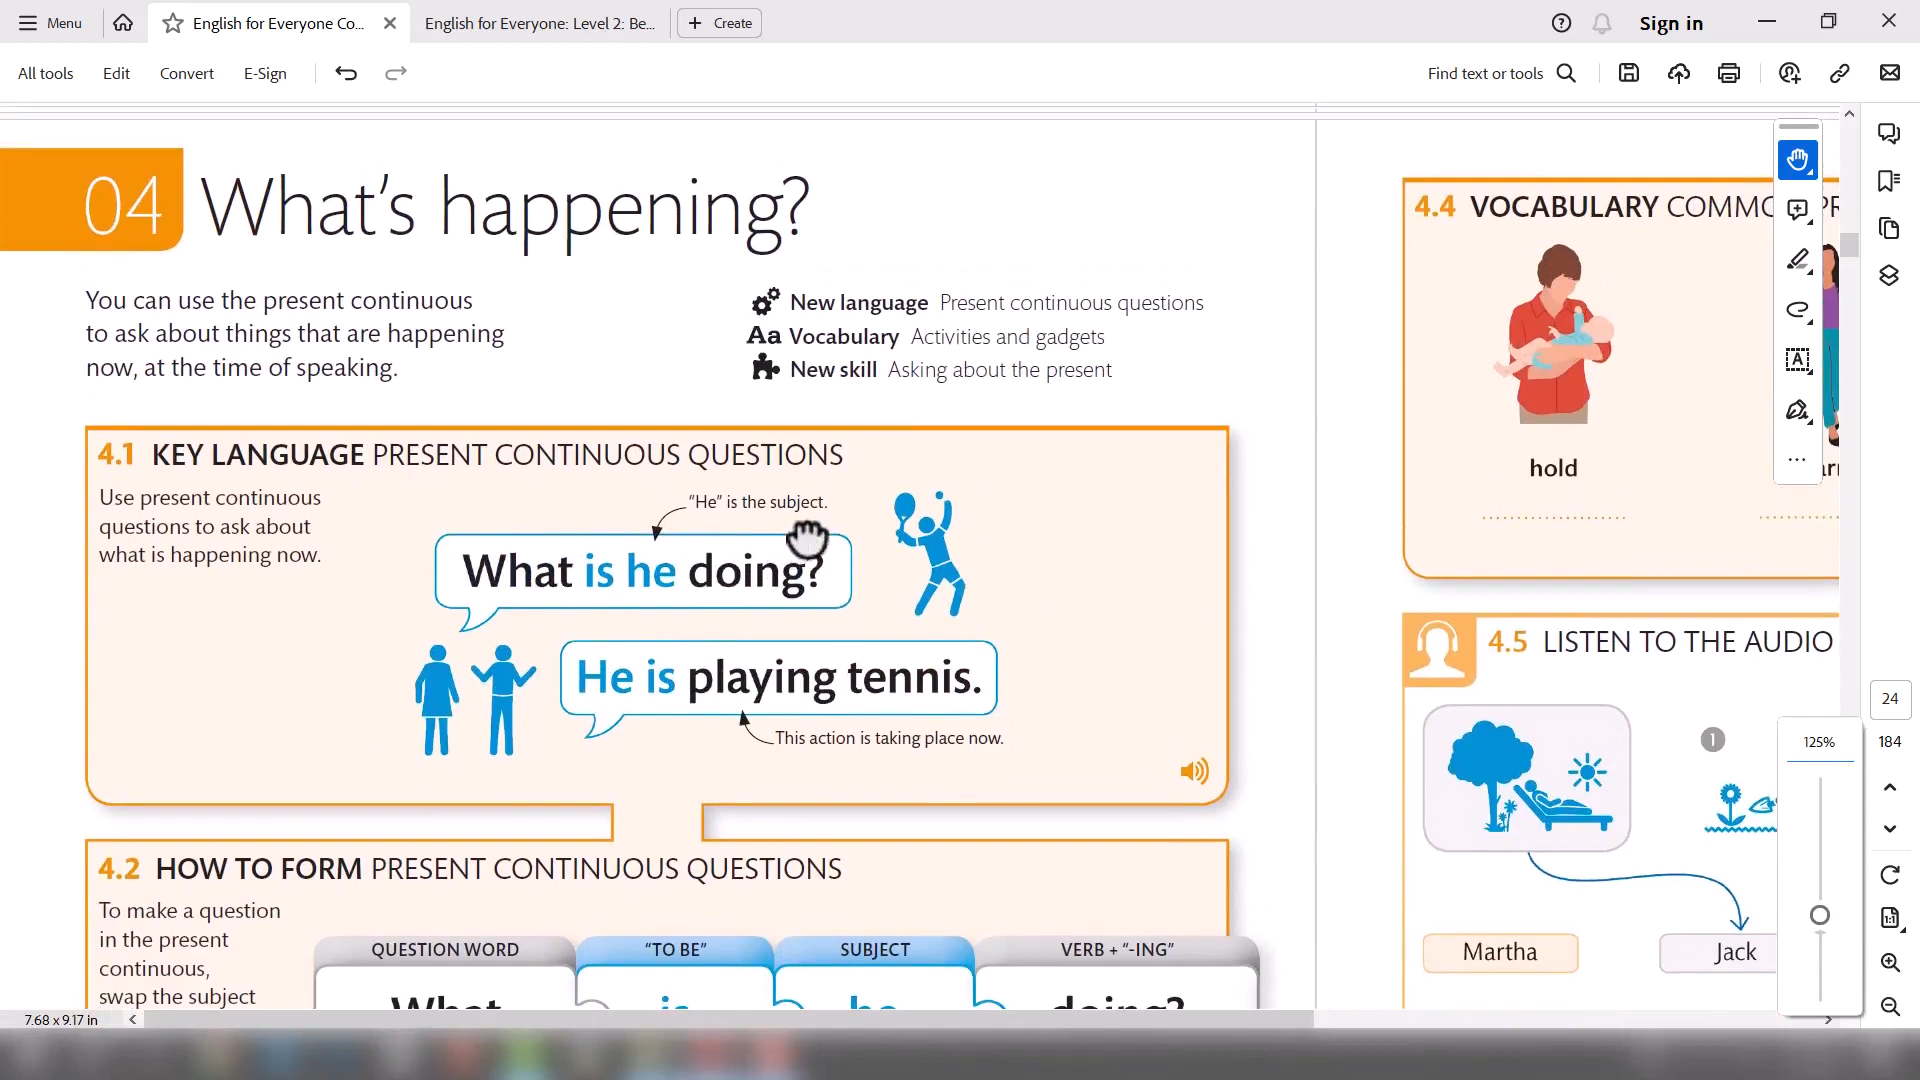 Menu
English for Everyone Co...
English for Everyone: Level 2: Be...
Create
Sign in
All tools
Edit
Convert
E-Sign
Find text or tools
04 What's happening?
You can use the present continuous
to ask about things that are happening
now, at the time of speaking.
New language Present continuous questions
Aa Vocabulary Activities and gadgets
New skill Asking about the present
4.1 KEY LANGUAGE PRESENT CONTINUOUS QUESTIONS
Use present continuous
questions to ask about
what is happening now.
"He" is the subject.
What is he doing?
He is playing tennis.
This action is taking place now.
4.2 HOW TO FORM PRESENT CONTINUOUS QUESTIONS
To make a question
in the present
continuous,
swap the subject
QUESTION WORD
"TO BE"
SUBJECT
VERB + "-ING"
What
is
he
doing?
4.4 VOCABULARY
hold
4.5 LISTEN TO THE AUDIO
1
Martha
Jack
24
184
125%
7.68 x 9.17 in